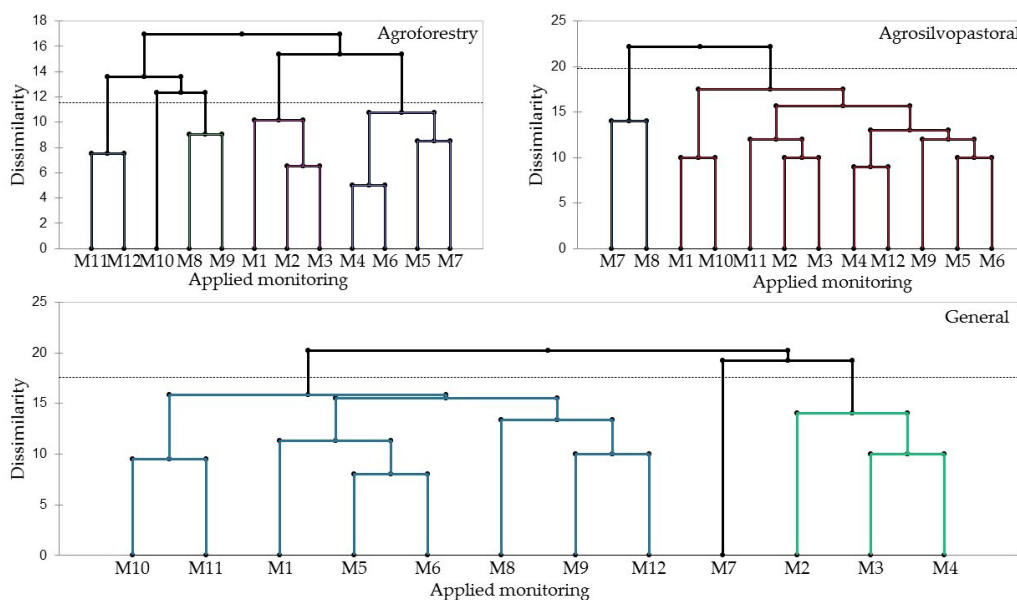 Agroforestry
Dissimilarity
18
16
14
12
10
8
6
4
2
0
M11 M12 M10 M8 M9 M1 M2 M3 M4 M6 M5 M7
Applied monitoring
Agrosilvopastoral
Dissimilarity
25
20
15
10
5
0
M7 M8 M1 M10 M11 M2 M3 M4 M12 M9 M5 M6
Applied monitoring
General
Dissimilarity
25
20
15
10
5
0
M10 M11 M1 M5 M6 M8 M9 M12 M7 M2 M3 M4
Applied monitoring